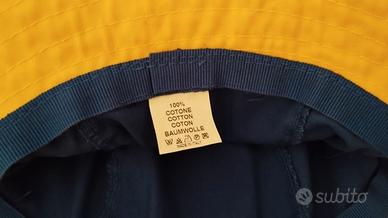 100%
COTONE
COTTON
COTON
BAUMWOLLE
MADE IN ITALY
subito